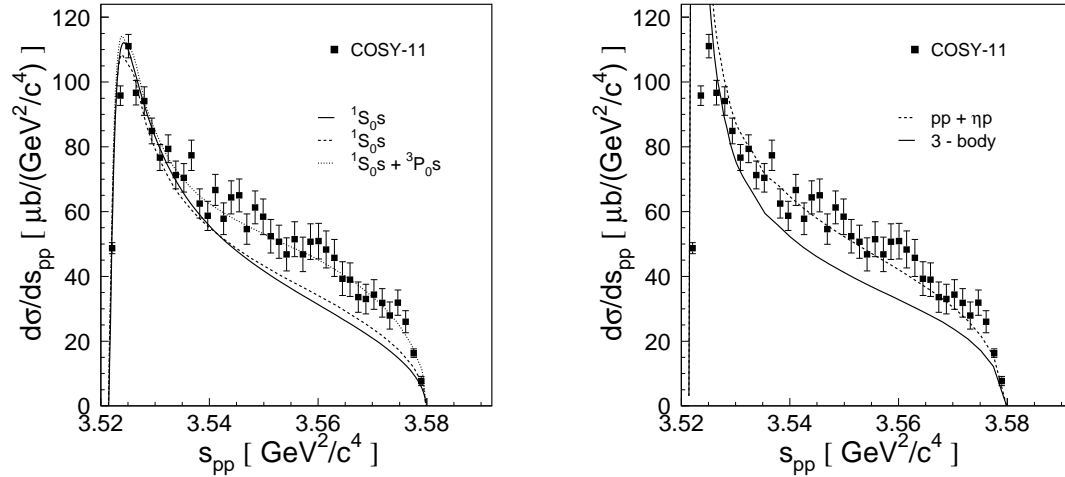 120
100
80
60
40
20
0
dσ/ds_pp [ μb/(GeV²/c⁴) ]
COSY-11
¹S₀s
¹S₀s
¹S₀s + ³P₀s
3.52 3.54 3.56 3.58
s_pp [ GeV²/c⁴ ]
120
100
80
60
40
20
0
dσ/ds_pp [ μb/(GeV²/c⁴) ]
COSY-11
pp + ηp
3 - body
3.52 3.54 3.56 3.58
s_pp [ GeV²/c⁴ ]